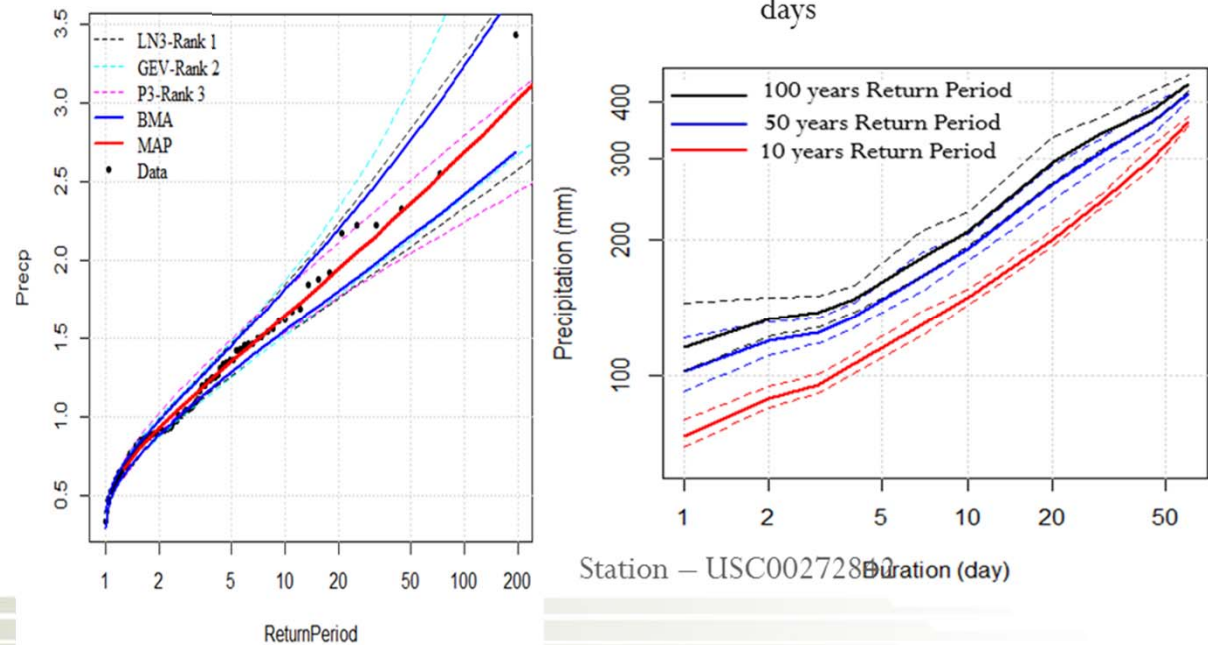 days
3.5
3.0
2.5
2.0
1.5
1.0
0.5
Precp
LN3-Rank 1
GEV-Rank 2
P3-Rank 3
BMA
MAP
Data
1 2 5 10 20 50 100 200
ReturnPeriod
400
300
200
100
Precipitation (mm)
100 years Return Period
50 years Return Period
10 years Return Period
1 2 5 10 20 50
Duration (day)
Station – USC00272842